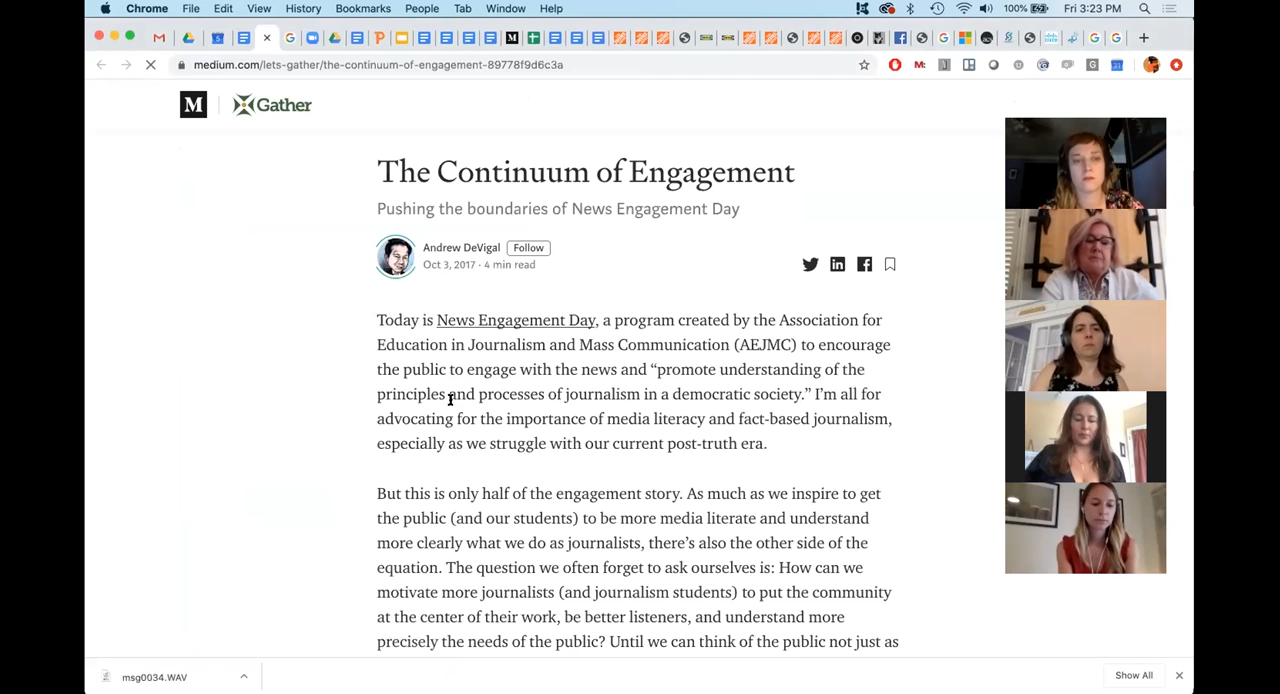 Chrome File Edit View History Bookmarks People Tab Window Help 100% Fri 3:23 PM
medium.com/lets-gather/the-continuum-of-engagement-89778f9d6c3a
M Gather
The Continuum of Engagement
Pushing the boundaries of News Engagement Day
Andrew DeVigal Follow
Oct 3, 2017 · 4 min read
Today is News Engagement Day, a program created by the Association for
Education in Journalism and Mass Communication (AEJMC) to encourage
the public to engage with the news and “promote understanding of the
principles and processes of journalism in a democratic society.” I’m all for
advocating for the importance of media literacy and fact-based journalism,
especially as we struggle with our current post-truth era.
But this is only half of the engagement story. As much as we inspire to get
the public (and our students) to be more media literate and understand
more clearly what we do as journalists, there’s also the other side of the
equation. The question we often forget to ask ourselves is: How can we
motivate more journalists (and journalism students) to put the community
at the center of their work, be better listeners, and understand more
precisely the needs of the public? Until we can think of the public not just as
msg0034.WAV
Show All